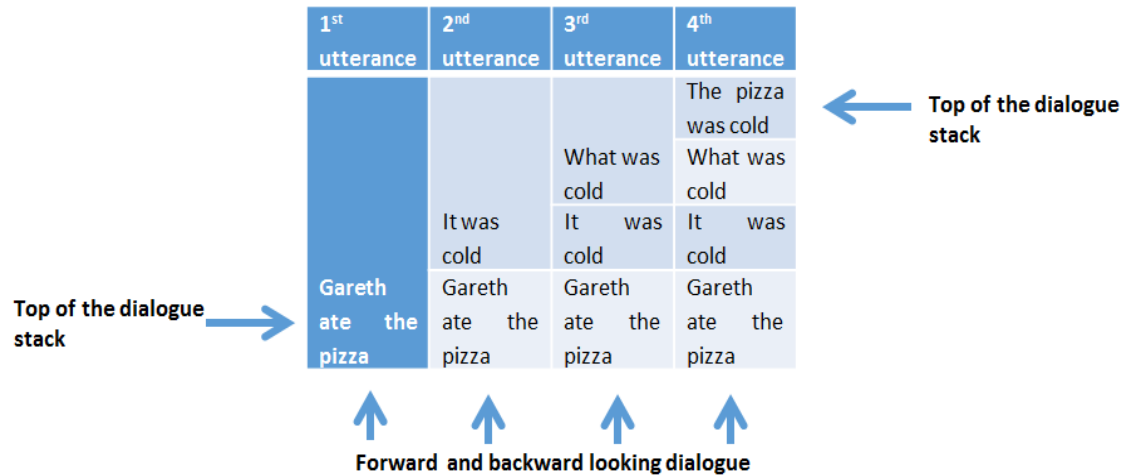 1st utterance
2nd utterance
3rd utterance
4th utterance
The pizza
was cold
Top of the dialogue
stack
What was
cold
What was
cold
It was
cold
It was
cold
It was
cold
Top of the dialogue
stack
Gareth
ate the
pizza
Gareth
ate the
pizza
Gareth
ate the
pizza
Gareth
ate the
pizza
Forward and backward looking dialogue